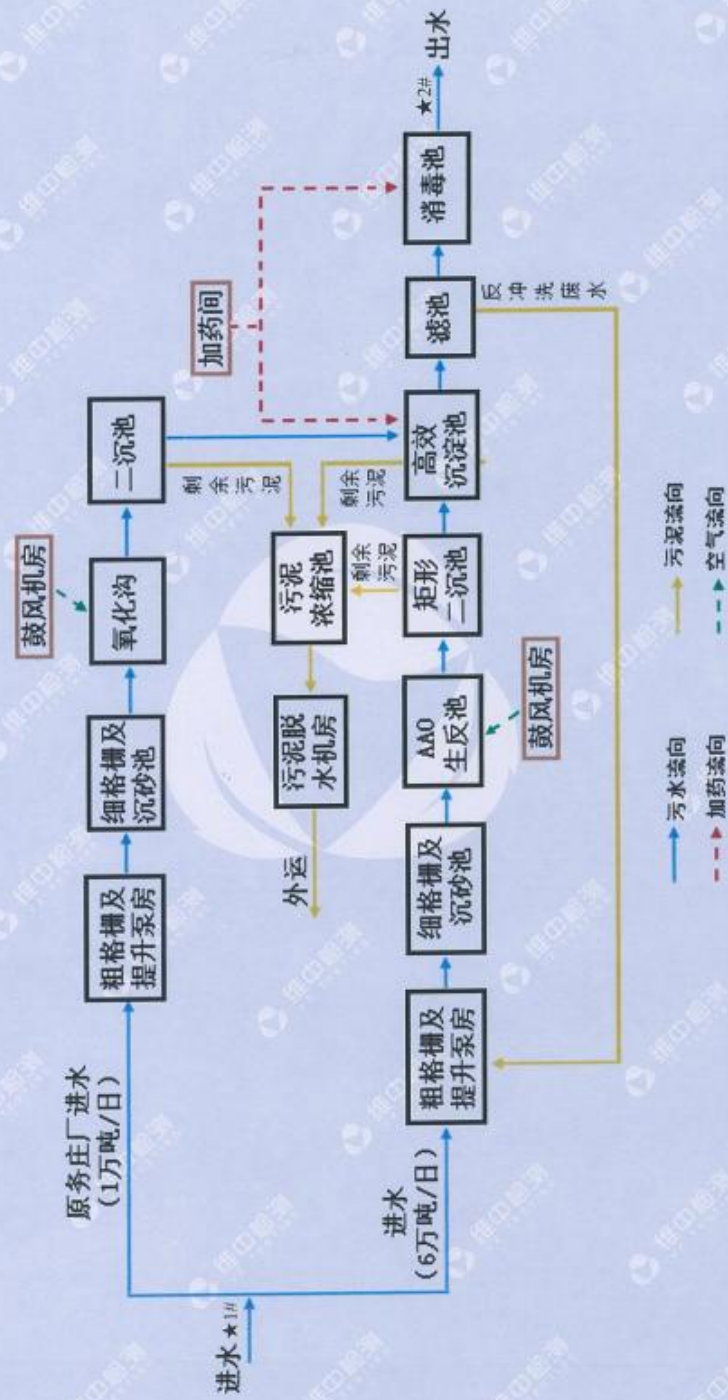 进水★1#
原务庄厂进水
(1万吨/日)
粗格栅及
提升泵房
细格栅及
沉砂池
鼓风机房
氧化沟
二沉池
剩余
污泥
加药间
外运
污泥脱
水机房
污泥
浓缩池
剩余
污泥
剩余
污泥
进水
(6万吨/日)
粗格栅及
提升泵房
细格栅及
沉砂池
AAO
生反池
鼓风机房
矩形
二沉池
高效
沉淀池
滤池
反冲洗废水
消毒池
★2#
出水
污水流向
污泥流向
加药流向
空气流向
维中检测